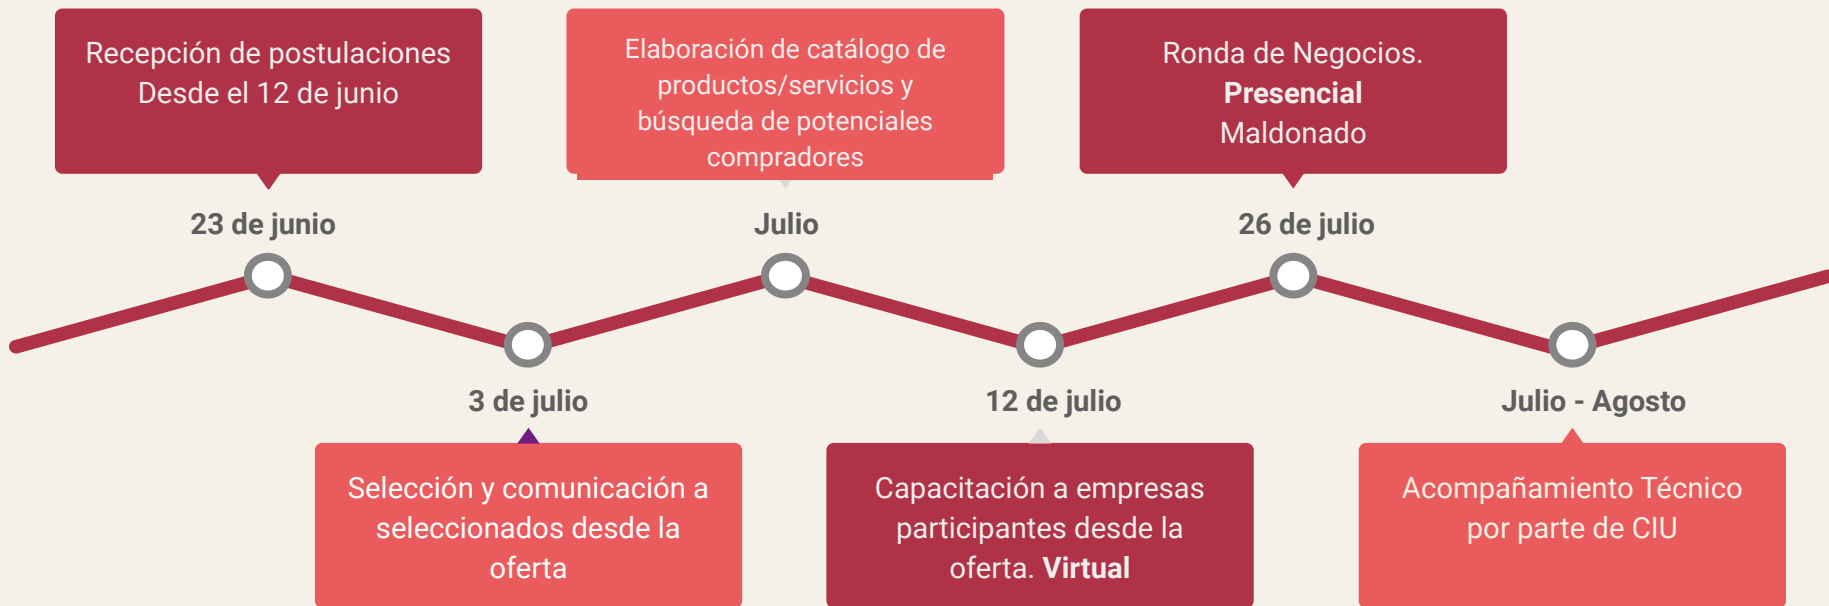 Recepción de postulaciones
Desde el 12 de junio
23 de junio
3 de julio
Selección y comunicación a
seleccionados desde la
oferta
Elaboración de catálogo de
productos/servicios y
búsqueda de potenciales
compradores
Julio
12 de julio
Capacitación a empresas
participantes desde la
oferta. Virtual
Ronda de Negocios.
Presencial
Maldonado
26 de julio
Julio - Agosto
Acompañamiento Técnico
por parte de CIU